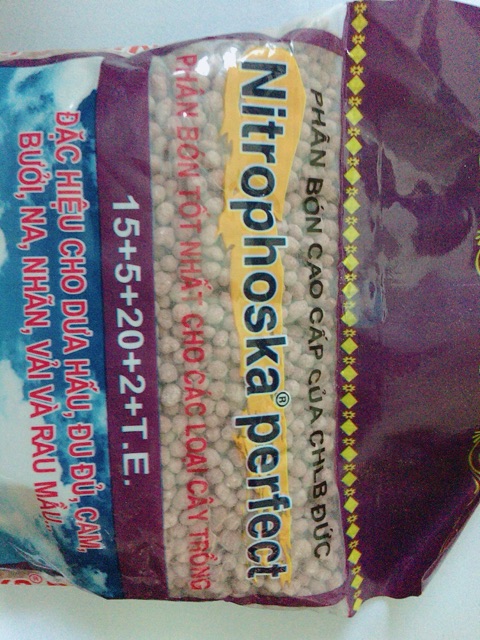 PHÂN BÓN CAO CẤP CỦA CHLB ĐỨC
Nitrophoska® perfect
PHÂN BÓN TỐT NHẤT CHO CÁC LOẠI CÂY TRỒNG
15+5+20+2+T.E.
ĐẶC HIỆU CHO DƯA HẤU, ĐU ĐỦ, CAM,
BƯỞI, NA, NHÃN, VẢI VÀ RAU MẦU..